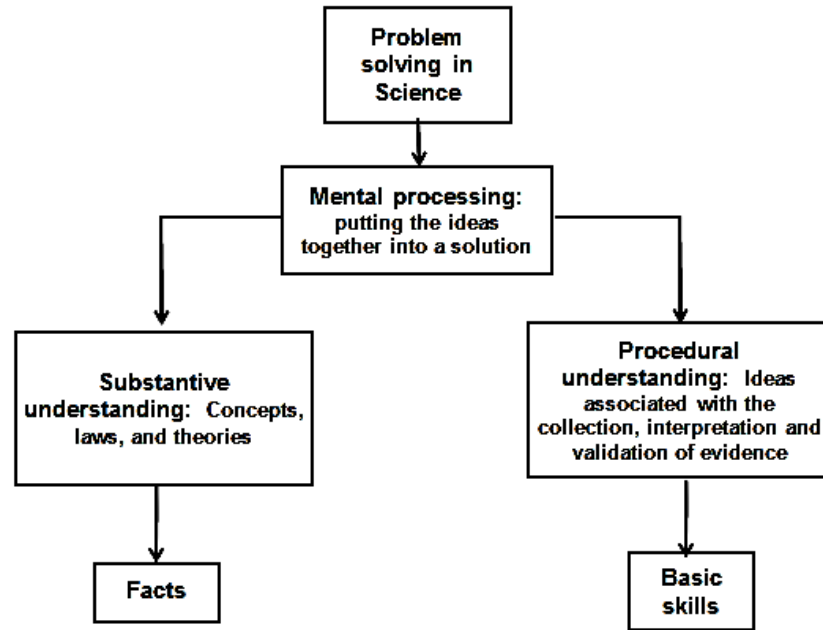 Problem
solving in
Science
Mental processing:
putting the ideas
together into a solution
Substantive
understanding: Concepts,
laws, and theories
Procedural
understanding: Ideas
associated with the
collection, interpretation and
validation of evidence
Facts
Basic
skills